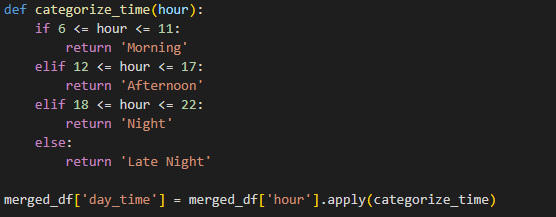 def categorize_time(hour):
    if 6 <= hour <= 11:
        return 'Morning'
    elif 12 <= hour <= 17:
        return 'Afternoon'
    elif 18 <= hour <= 22:
        return 'Night'
    else:
        return 'Late Night'

merged_df['day_time'] = merged_df['hour'].apply(categorize_time)